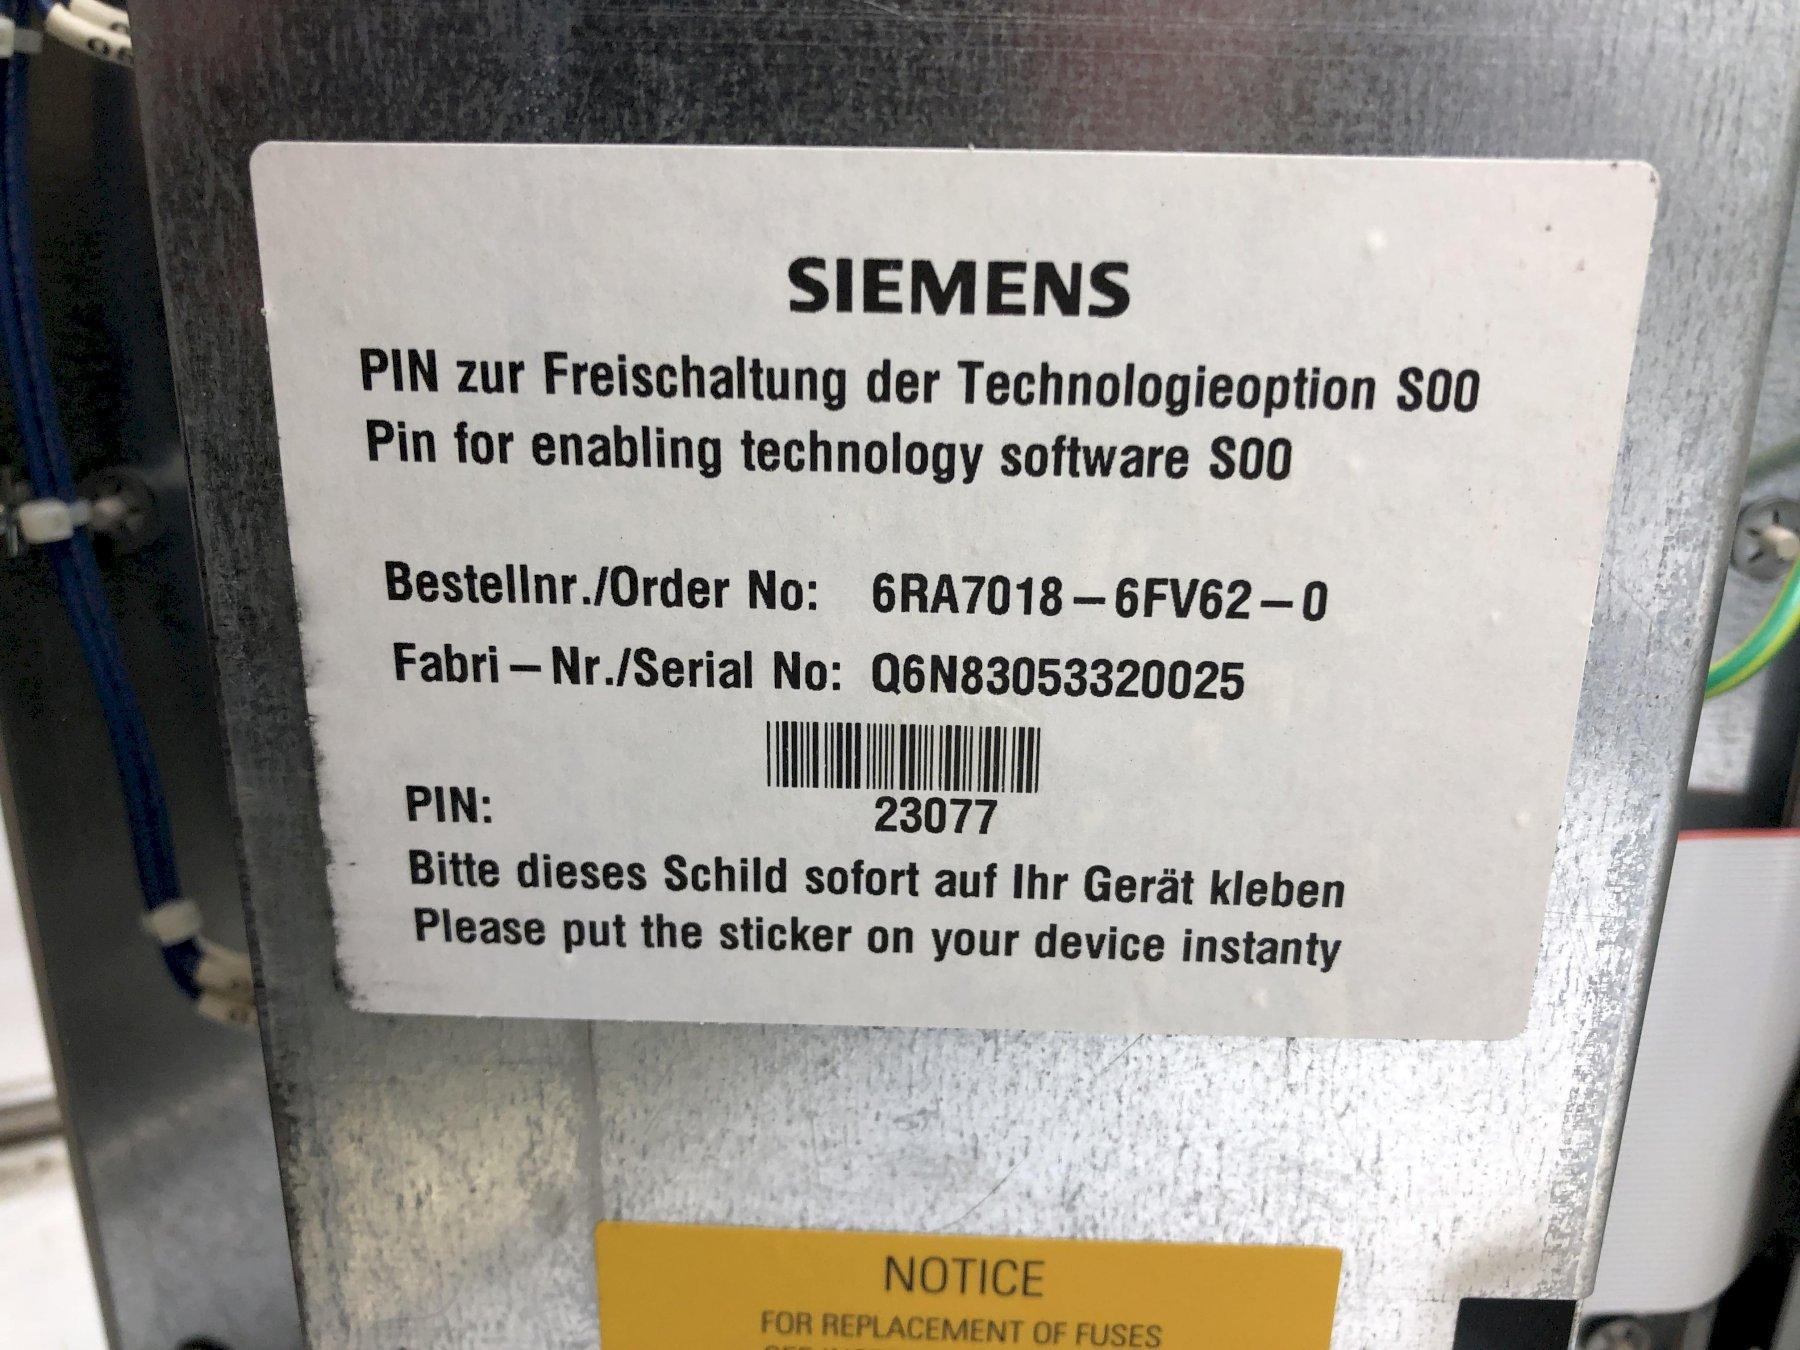 SIEMENS
PIN zur Freischaltung der Technologieoption S00
Pin for enabling technology software S00
Bestellnr./Order No: 6RA7018-6FV62-0
Fabri-Nr./Serial No: Q6N83053320025
PIN: 23077
Bitte dieses Schild sofort auf Ihr Gerät kleben
Please put the sticker on your device instanty
NOTICE
FOR REPLACEMENT OF FUSES